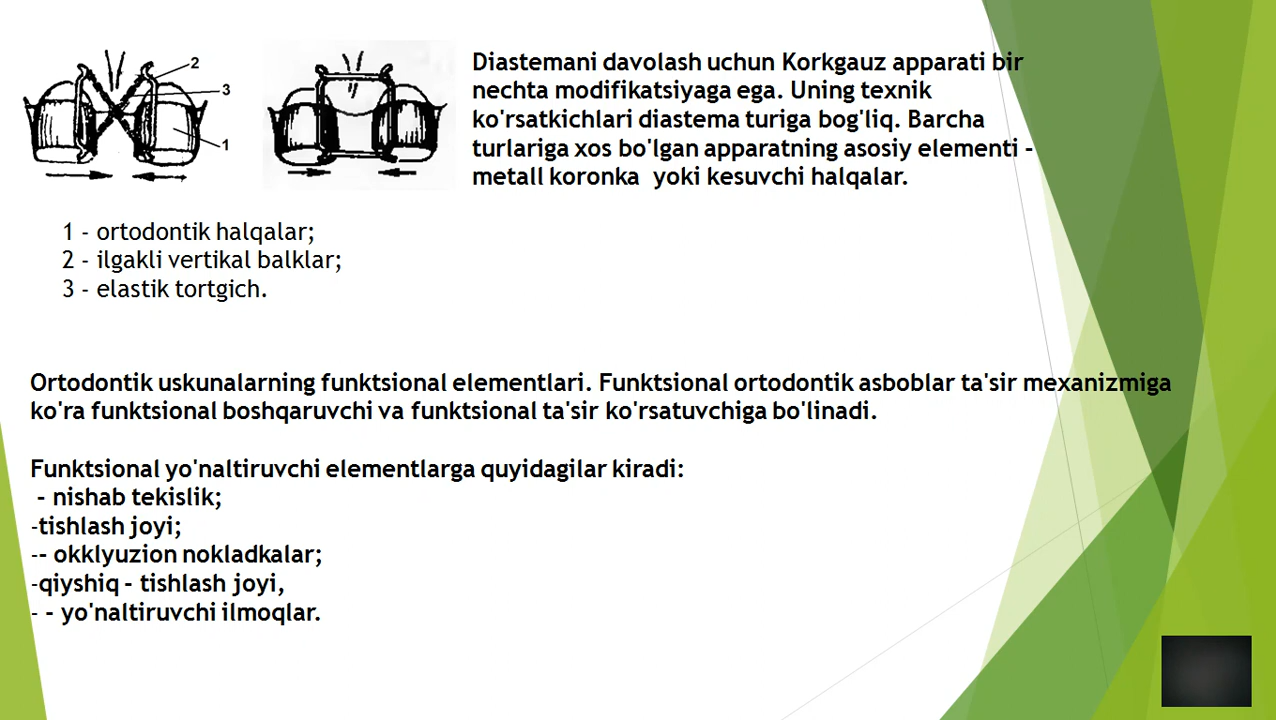 2
3
1
Diastemani davolash uchun Korkgauz apparati bir
nechta modifikatsiyaga ega. Uning texnik
ko'rsatkichlari diastema turiga bog'liq. Barcha
turlariga xos bo'lgan apparatning asosiy elementi -
metall koronka yoki kesuvchi halqalar.
1 - ortodontik halqalar;
2 - ilgakli vertikal balklar;
3 - elastik tortgich.
Ortodontik uskunalarning funktsional elementlari. Funktsional ortodontik asboblar ta'sir mexanizmiga
ko'ra funktsional boshqaruvchi va funktsional ta'sir ko'rsatuvchiga bo'linadi.
Funktsional yo'naltiruvchi elementlarga quyidagilar kiradi:
- nishab tekislik;
-tishlash joyi;
-- okklyuzion nokladkalar;
-qiyshiq - tishlash joyi,
- - yo'naltiruvchi ilmoqlar.